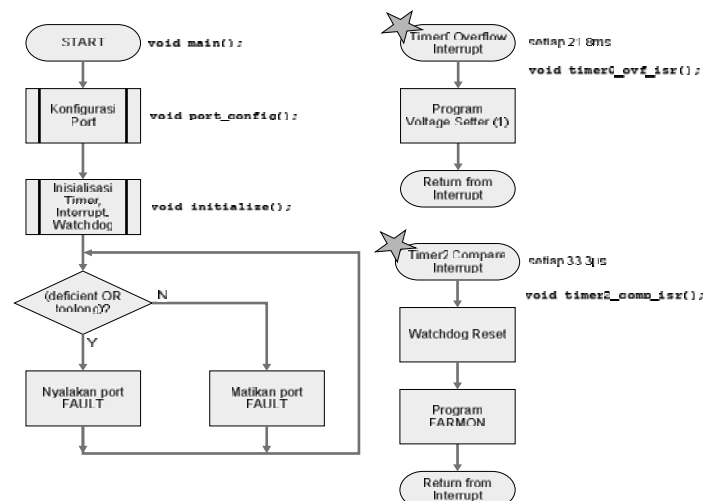 START
void main();
Konfigurasi
Port
void port_config();
Inisialisasi
Timer,
Interrupt,
Watchdog
void initialize();
(deficient OR
toolong)?
N
Y
Nyalakan port
FAULT
Matikan port
FAULT
Timer0 Overflow
Interrupt
setiap 21.8ms
void timer0_ovf_isr();
Program
Voltage Setter (1)
Return from
Interrupt
Timer2 Compare
Interrupt
setiap 33.3µs
void timer2_comp_isr();
Watchdog Reset
Program
EARMON
Return from
Interrupt